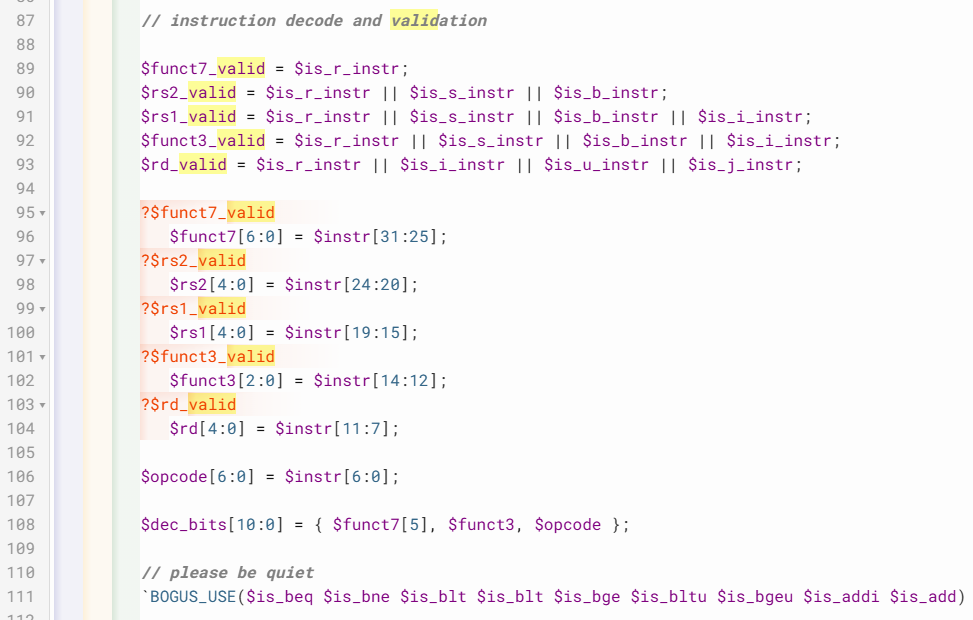 87 // instruction decode and validation
88
89 $funct7_valid = $is_r_instr;
90 $rs2_valid = $is_r_instr || $is_s_instr || $is_b_instr;
91 $rs1_valid = $is_r_instr || $is_s_instr || $is_b_instr || $is_i_instr;
92 $funct3_valid = $is_r_instr || $is_s_instr || $is_b_instr || $is_i_instr;
93 $rd_valid = $is_r_instr || $is_i_instr || $is_u_instr || $is_j_instr;
94
95 ?$funct7_valid
96 $funct7[6:0] = $instr[31:25];
97 ?$rs2_valid
98 $rs2[4:0] = $instr[24:20];
99 ?$rs1_valid
100 $rs1[4:0] = $instr[19:15];
101 ?$funct3_valid
102 $funct3[2:0] = $instr[14:12];
103 ?$rd_valid
104 $rd[4:0] = $instr[11:7];
105
106 $opcode[6:0] = $instr[6:0];
107
108 $dec_bits[10:0] = { $funct7[5], $funct3, $opcode };
109
110 // please be quiet
111 `BOGUS_USE($is_beq $is_bne $is_blt $is_blt $is_bge $is_bltu $is_bgeu $is_addi $is_add)